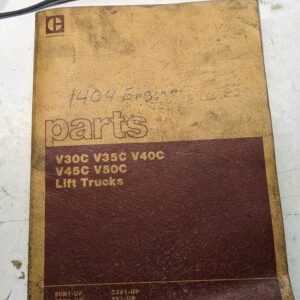 1404 Engine
parts
V30C V35C V40C
V45C V50C
Lift Trucks